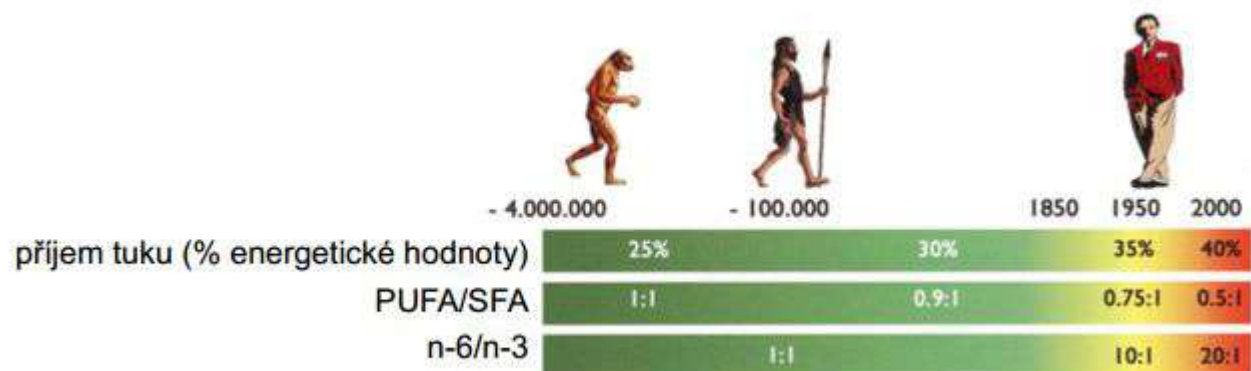 - 4.000.000 - 100.000 1850 1950 2000
příjem tuku (% energetické hodnoty) 25% 30% 35% 40%
PUFA/SFA 1:1 0.9:1 0.75:1 0.5:1
n-6/n-3 1:1 10:1 20:1